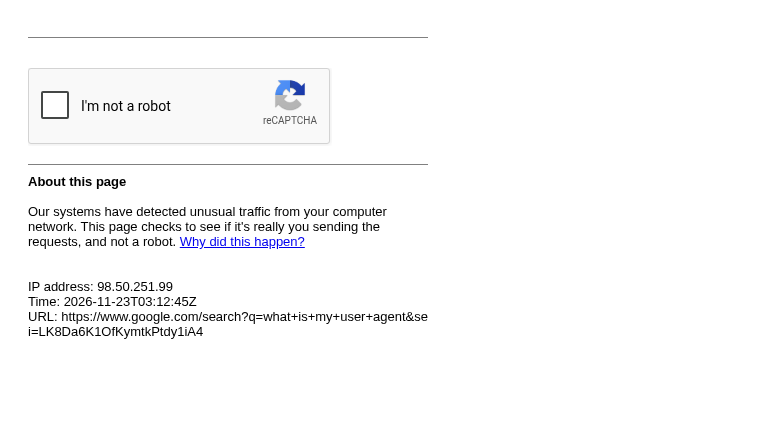 I'm not a robot
reCAPTCHA
About this page
Our systems have detected unusual traffic from your computer
network. This page checks to see if it's really you sending the
requests, and not a robot. Why did this happen?
IP address: 98.50.251.99
Time: 2026-11-23T03:12:45Z
URL: https://www.google.com/search?q=what+is+my+user+agent&se
i=LK8Da6K1OfKymtkPtdy1iA4